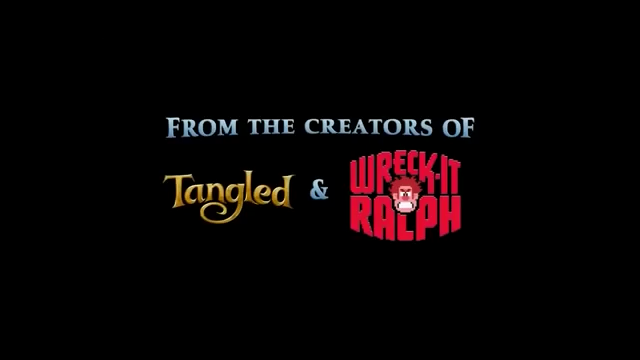 FROM THE CREATORS OF
Tangled & WRECK-IT RALPH